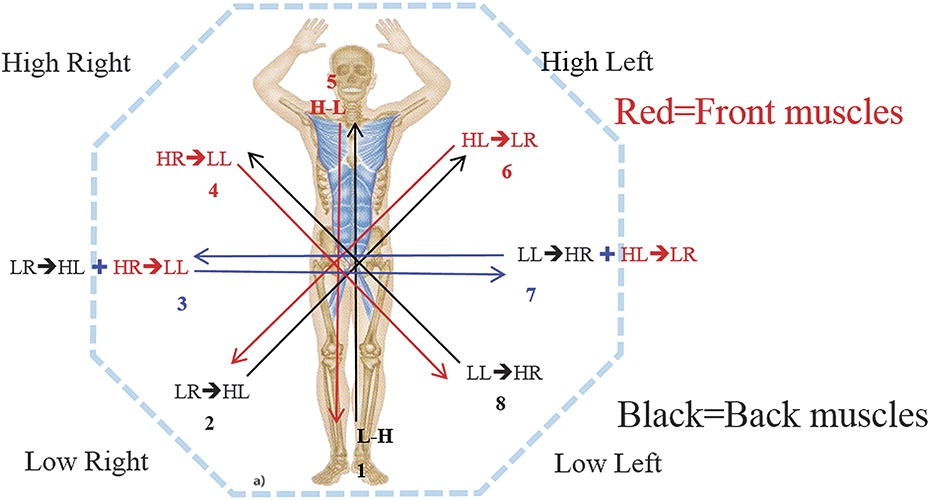 High Right
High Left
5
H-L
Red=Front muscles
HL➔LR
6
HR➔LL
4
LR➔HL + HR➔LL
3
LL➔HR + HL➔LR
7
LR➔HL
2
LL➔HR
8
Black=Back muscles
L-H
1
Low Right
Low Left
a)